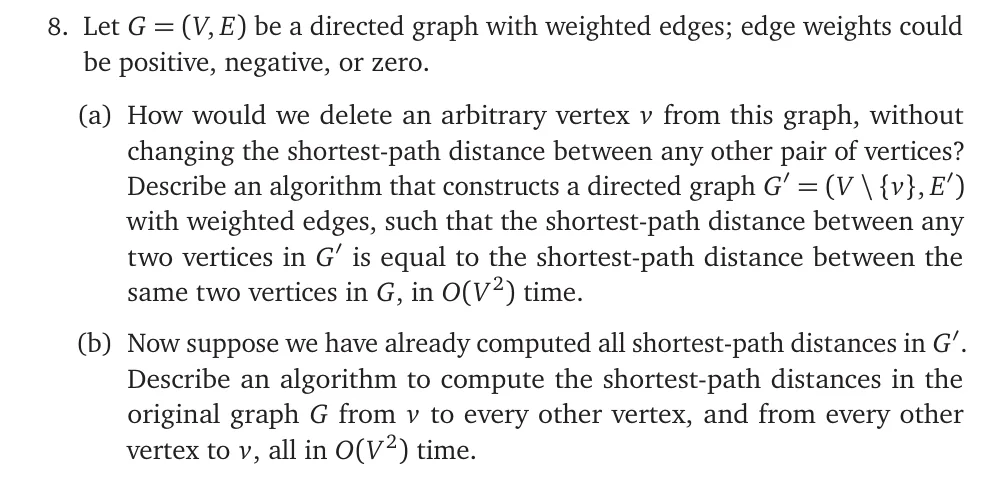 8. Let G = (V, E) be a directed graph with weighted edges; edge weights could
be positive, negative, or zero.
(a) How would we delete an arbitrary vertex v from this graph, without
changing the shortest-path distance between any other pair of vertices?
Describe an algorithm that constructs a directed graph G′ = (V \ {v}, E′)
with weighted edges, such that the shortest-path distance between any
two vertices in G′ is equal to the shortest-path distance between the
same two vertices in G, in O(V²) time.
(b) Now suppose we have already computed all shortest-path distances in G′.
Describe an algorithm to compute the shortest-path distances in the
original graph G from v to every other vertex, and from every other
vertex to v, all in O(V²) time.